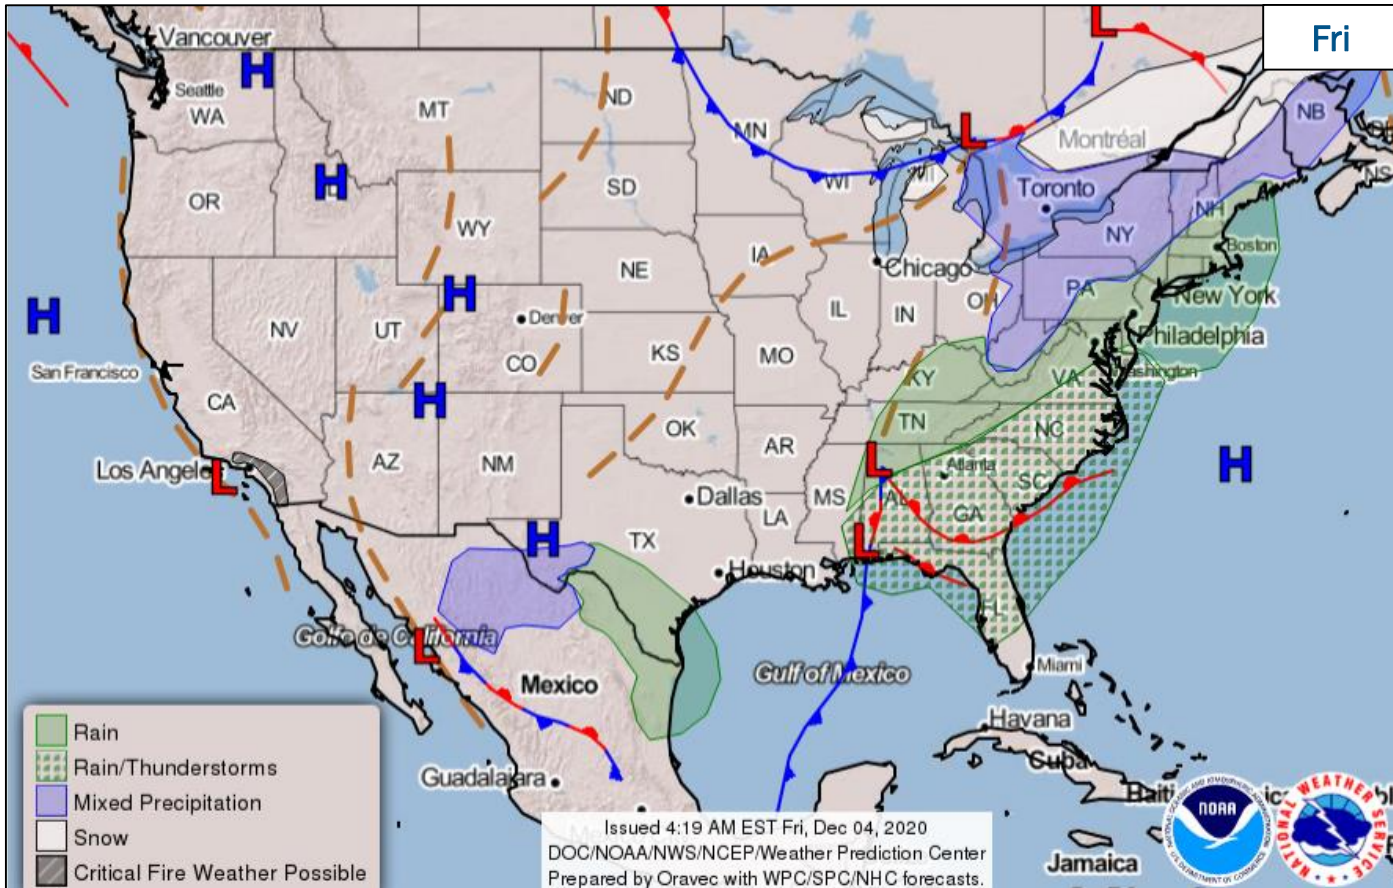 Fri
Vancouver
H
L
Seattle
WA
MT
ND
MN
L
Montréal
NB
NS
H
OR
WY
SD
WI
MI
Toronto
NY
NH
Boston
H
NV
UT
H
Denver
CO
NE
IA
Chicago
IL
IN
OH
PA
New York
Philadelphia
San Francisco
CA
H
KS
MO
KY
VA
Washington
Los Angeles
L
AZ
NM
OK
AR
TN
NC
L
Atlanta
SC
H
Dallas
MS
AL
GA
LA
H
TX
Houston
L
FL
Golfo de California
L
Mexico
Gulf of Mexico
Miami
Havana
Cuba
Guadalajara
Jamaica
Rain
Rain/Thunderstorms
Mixed Precipitation
Snow
Critical Fire Weather Possible
Issued 4:19 AM EST Fri, Dec 04, 2020
DOC/NOAA/NWS/NCEP/Weather Prediction Center
Prepared by Oravec with WPC/SPC/NHC forecasts.
NOAA
NATIONAL WEATHER SERVICE